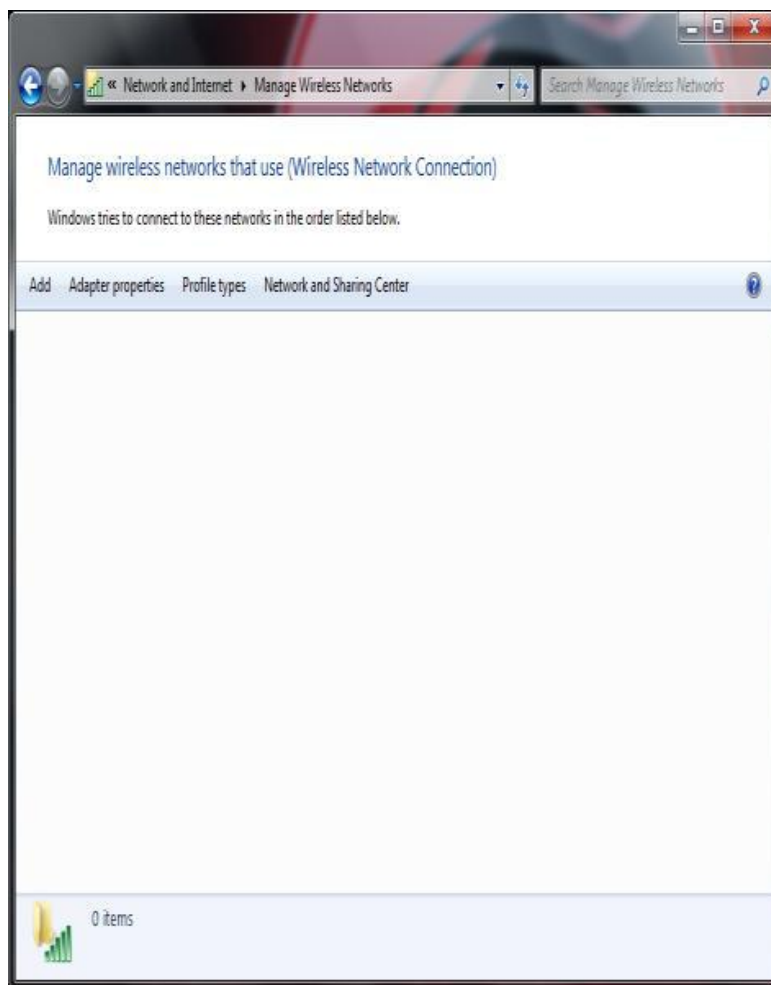 « Network and Internet ▸ Manage Wireless Networks Search Manage Wireless Networks
Manage wireless networks that use (Wireless Network Connection)
Windows tries to connect to these networks in the order listed below.
Add Adapter properties Profile types Network and Sharing Center
0 items